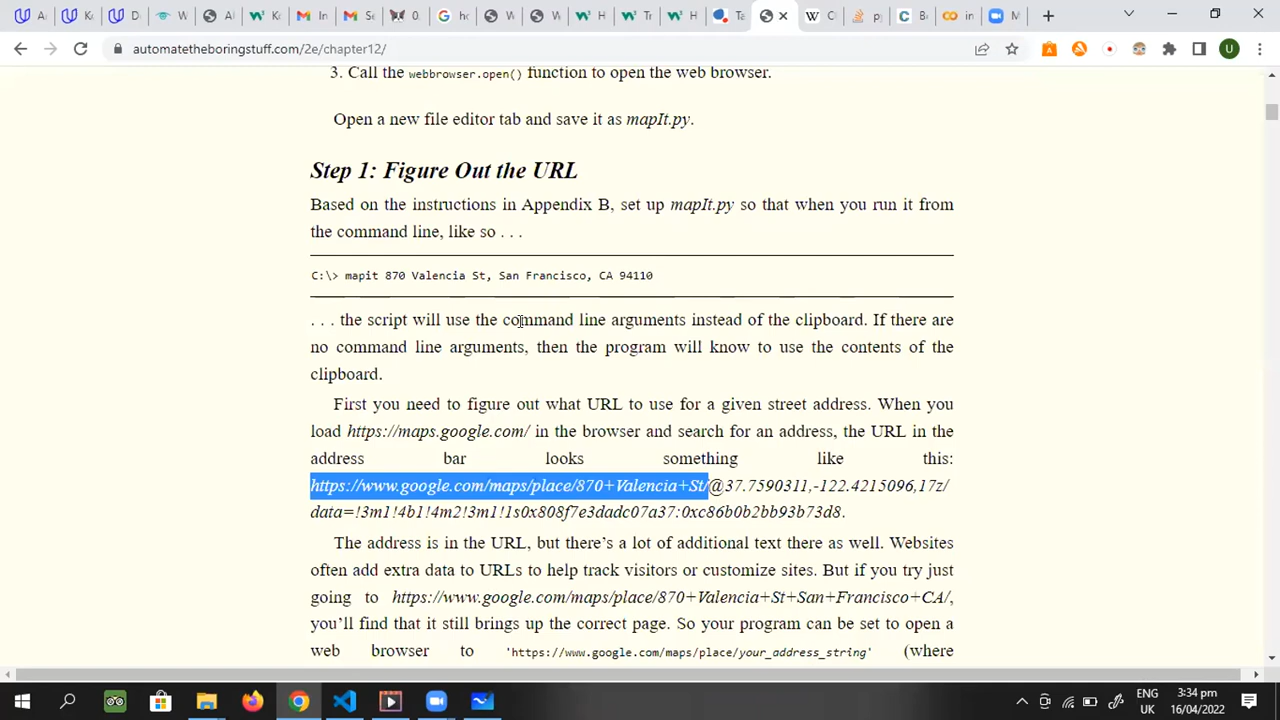 Al
Ko
De
W
Al
Ko
In
Se
0.
ho
W
W
H
Tr
H
Ta
W C
p
B
in
M
automatetheboringstuff.com/2e/chapter12/
U
3. Call the webbrowser.open() function to open the web browser.
Open a new file editor tab and save it as mapIt.py.
Step 1: Figure Out the URL
Based on the instructions in Appendix B, set up mapIt.py so that when you run it from
the command line, like so . . .
C:\> mapit 870 Valencia St, San Francisco, CA 94110
. . . the script will use the command line arguments instead of the clipboard. If there are
no command line arguments, then the program will know to use the contents of the
clipboard.
First you need to figure out what URL to use for a given street address. When you
load https://maps.google.com/ in the browser and search for an address, the URL in the
address bar looks something like this:
https://www.google.com/maps/place/870+Valencia+St/@37.7590311,-122.4215096,17z/
data=!3m1!4b1!4m2!3m1!1s0x808f7e3dadc07a37:0xc86b0b2bb93b73d8.
The address is in the URL, but there’s a lot of additional text there as well. Websites
often add extra data to URLs to help track visitors or customize sites. But if you try just
going to https://www.google.com/maps/place/870+Valencia+St+San+Francisco+CA/,
you’ll find that it still brings up the correct page. So your program can be set to open a
web browser to 'https://www.google.com/maps/place/your_address_string' (where
ENG
UK
3:34 pm
16/04/2022